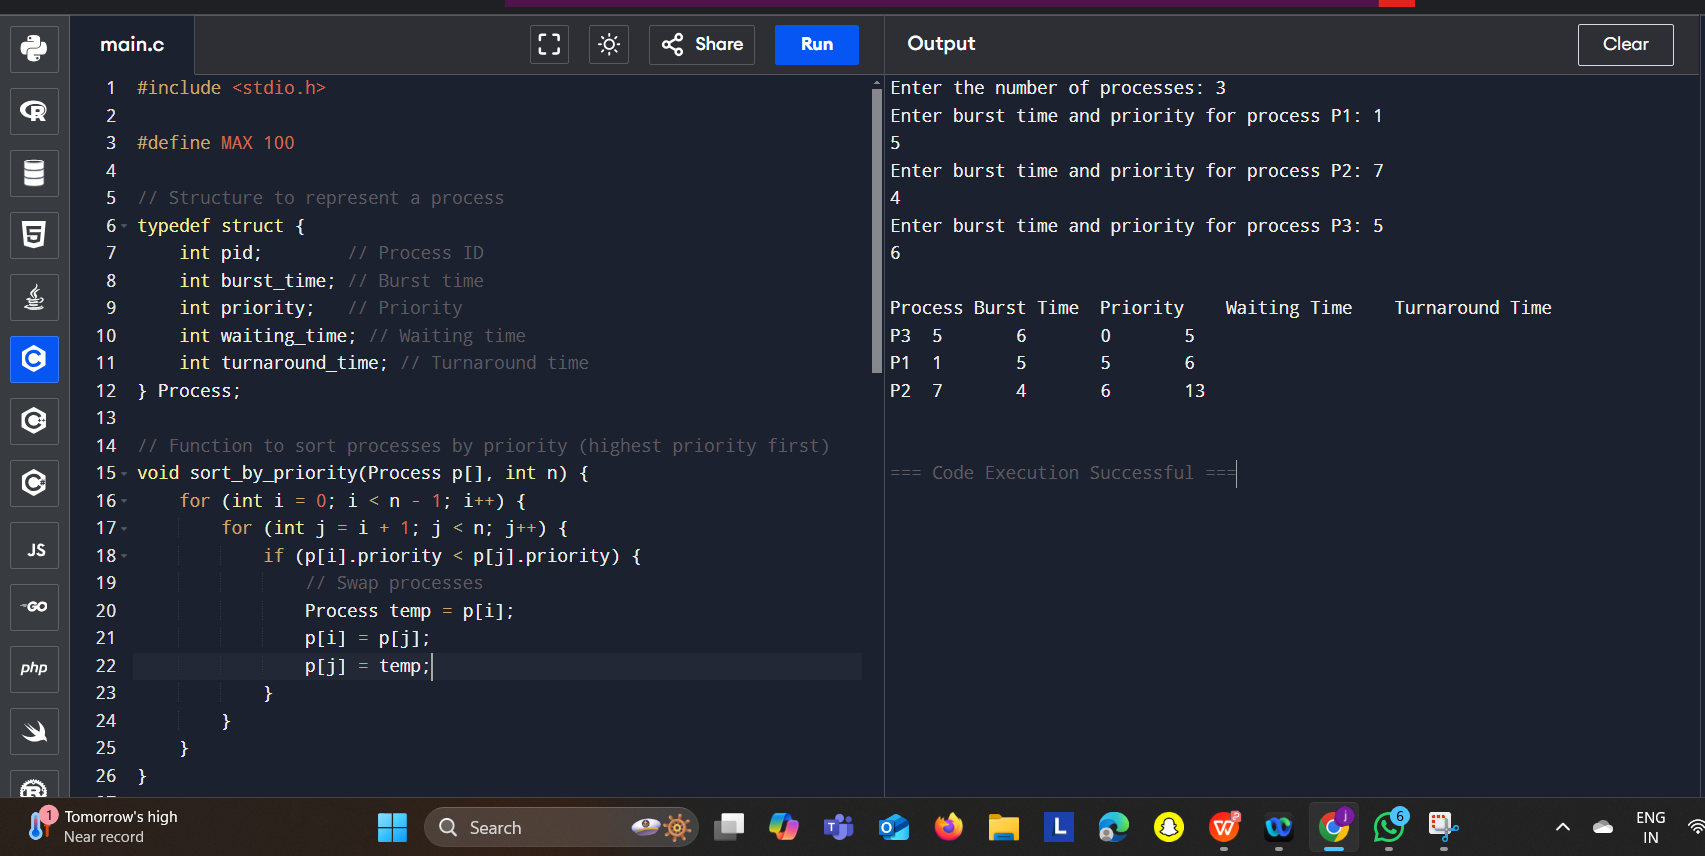 main.c
Share
Run
Output
Clear
1 #include <stdio.h>
2
3 #define MAX 100
4
5 // Structure to represent a process
6 typedef struct {
7     int pid;        // Process ID
8     int burst_time; // Burst time
9     int priority;   // Priority
10     int waiting_time; // Waiting time
11     int turnaround_time; // Turnaround time
12 } Process;
13
14 // Function to sort processes by priority (highest priority first)
15 void sort_by_priority(Process p[], int n) {
16     for (int i = 0; i < n - 1; i++) {
17         for (int j = i + 1; j < n; j++) {
18             if (p[i].priority < p[j].priority) {
19                 // Swap processes
20                 Process temp = p[i];
21                 p[i] = p[j];
22                 p[j] = temp;
23             }
24         }
25     }
26 }
Enter the number of processes: 3
Enter burst time and priority for process P1: 1
5
Enter burst time and priority for process P2: 7
4
Enter burst time and priority for process P3: 5
6
Process Burst Time  Priority    Waiting Time    Turnaround Time
P3  5       6       0       5
P1  1       5       5       6
P2  7       4       6       13
=== Code Execution Successful ===
R
5
C
C
C
JS
GO
php
R
1
Tomorrow's high
Near record
Search
T
O
L
W
P
j
6
ENG
IN